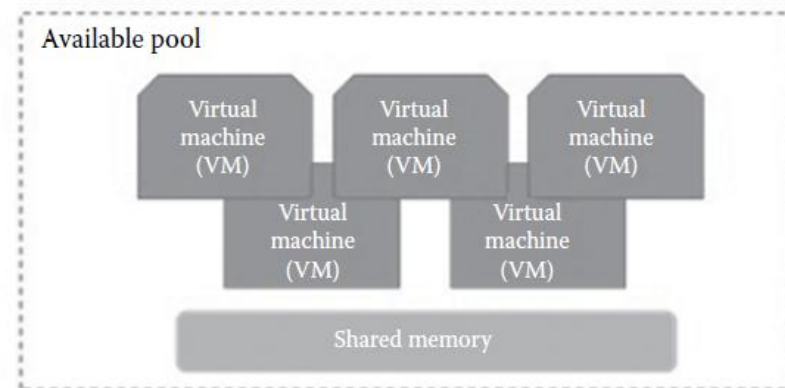 Available pool
Virtual
machine
(VM)
Virtual
machine
(VM)
Virtual
machine
(VM)
Virtual
machine
(VM)
Virtual
machine
(VM)
Shared memory